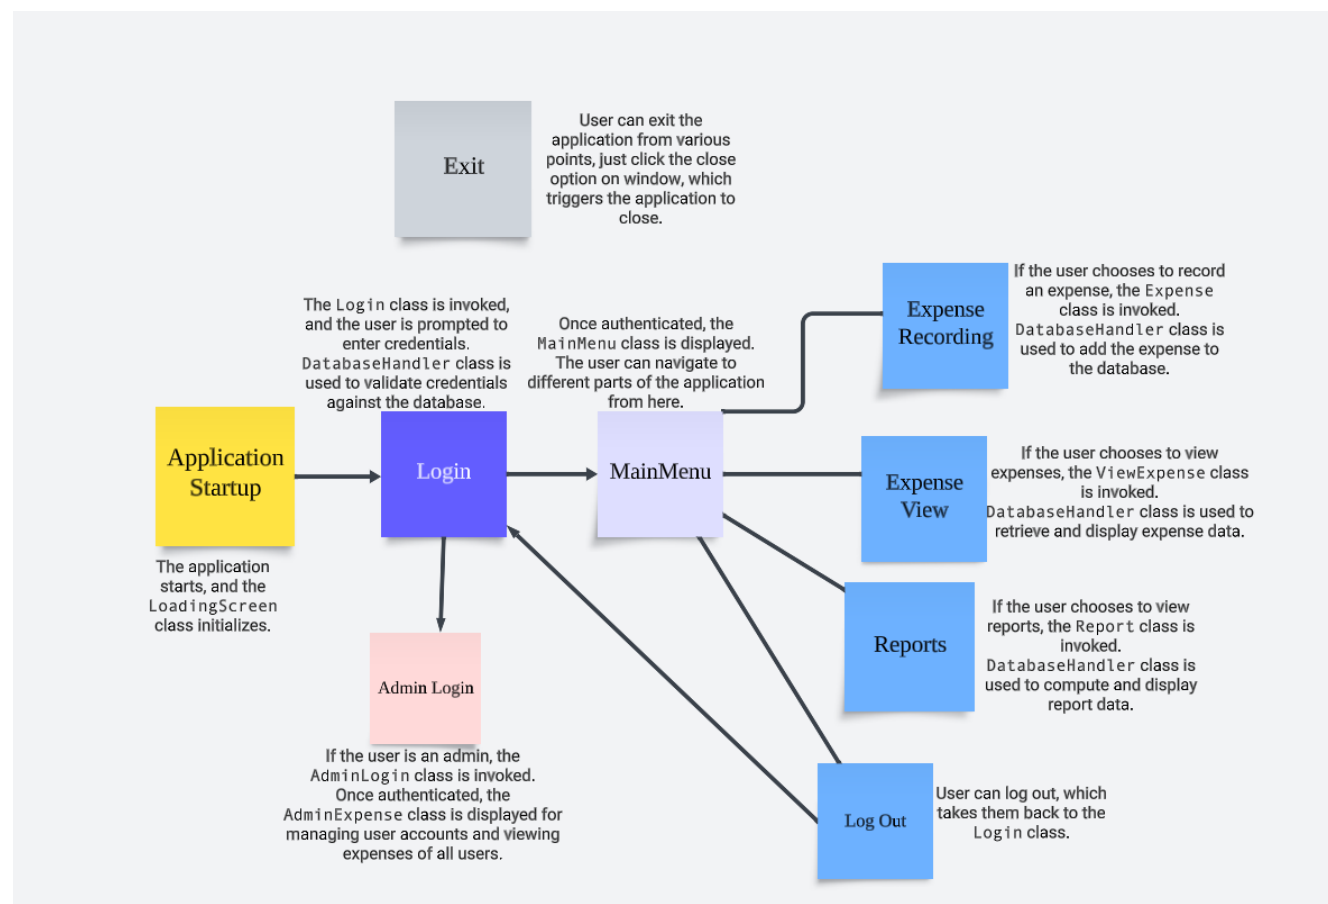 Exit
User can exit the
application from various
points, just click the close
option on window, which
triggers the application to
close.
Expense
Recording
If the user chooses to record
an expense, the Expense
class is invoked.
DatabaseHandler class is
used to add the expense to
the database.
The Login class is invoked,
and the user is prompted to
enter credentials.
DatabaseHandler class is
used to validate credentials
against the database.
Once authenticated, the
MainMenu class is displayed.
The user can navigate to
different parts of the application
from here.
Application
Startup
Login
MainMenu
Expense
View
If the user chooses to view
expenses, the ViewExpense class
is invoked.
DatabaseHandler class is used to
retrieve and display expense data.
The application
starts, and the
LoadingScreen
class initializes.
Reports
If the user chooses to view
reports, the Report class is
invoked.
DatabaseHandler class is
used to compute and display
report data.
Admin Login
If the user is an admin, the
AdminLogin class is invoked.
Once authenticated, the
AdminExpense class is displayed for
managing user accounts and viewing
expenses of all users.
Log Out
User can log out, which
takes them back to the
Login class.